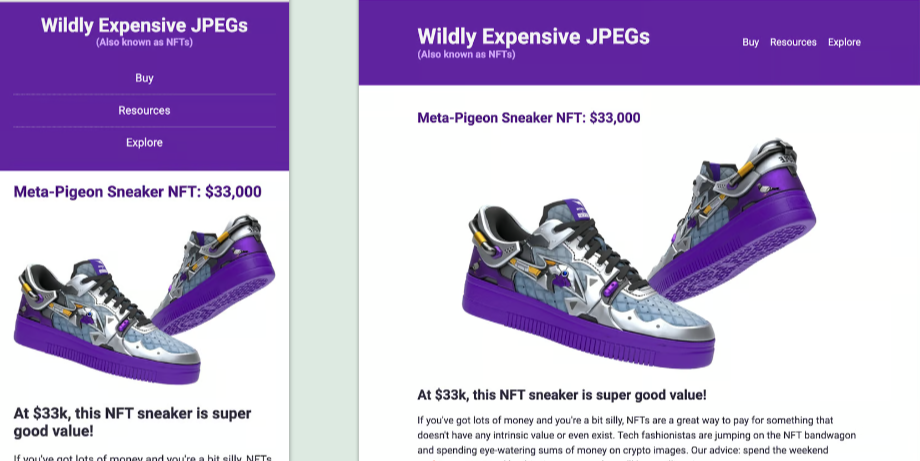 Wildly Expensive JPEGs
(Also known as NFTs)
Buy
Resources
Explore
Meta-Pigeon Sneaker NFT: $33,000
At $33k, this NFT sneaker is super
good value!
If you've got lots of money and you're a bit silly, NFTs
Wildly Expensive JPEGs
(Also known as NFTs)
Buy Resources Explore
Meta-Pigeon Sneaker NFT: $33,000
At $33k, this NFT sneaker is super good value!
If you've got lots of money and you're a bit silly, NFTs are a great way to pay for something that
doesn't have any intrinsic value or even exist. Tech fashionistas are jumping on the NFT bandwagon
and spending eye-watering sums of money on crypto images. Our advice: spend the weekend